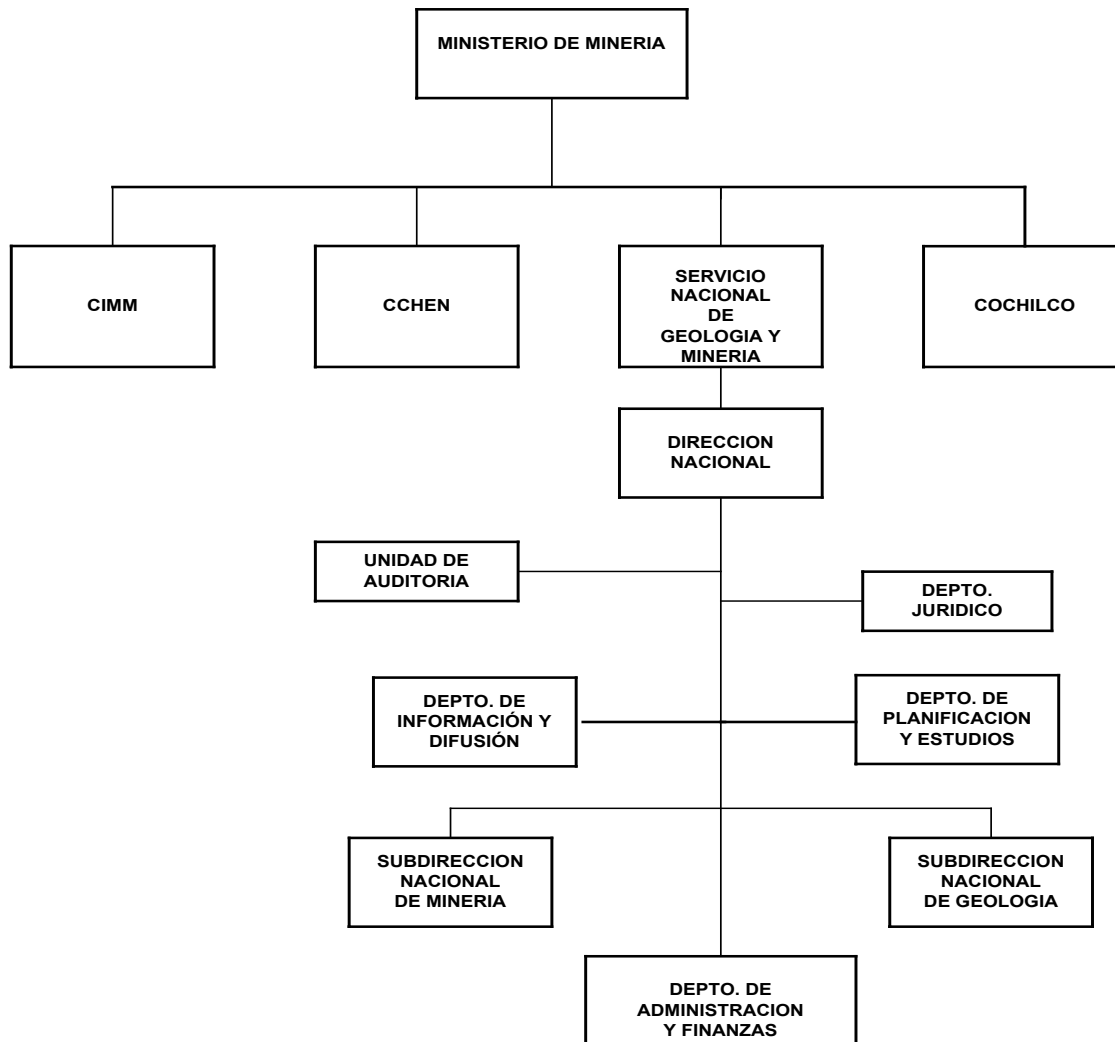 MINISTERIO DE MINERIA
CIMM
CCHEN
SERVICIO
NACIONAL
DE
GEOLOGIA Y
MINERIA
COCHILCO
DIRECCION
NACIONAL
UNIDAD DE
AUDITORIA
DEPTO.
JURIDICO
DEPTO. DE
INFORMACIÓN Y
DIFUSIÓN
DEPTO. DE
PLANIFICACION
Y ESTUDIOS
SUBDIRECCION
NACIONAL
DE MINERIA
SUBDIRECCION
NACIONAL
DE GEOLOGIA
DEPTO. DE
ADMINISTRACION
Y FINANZAS